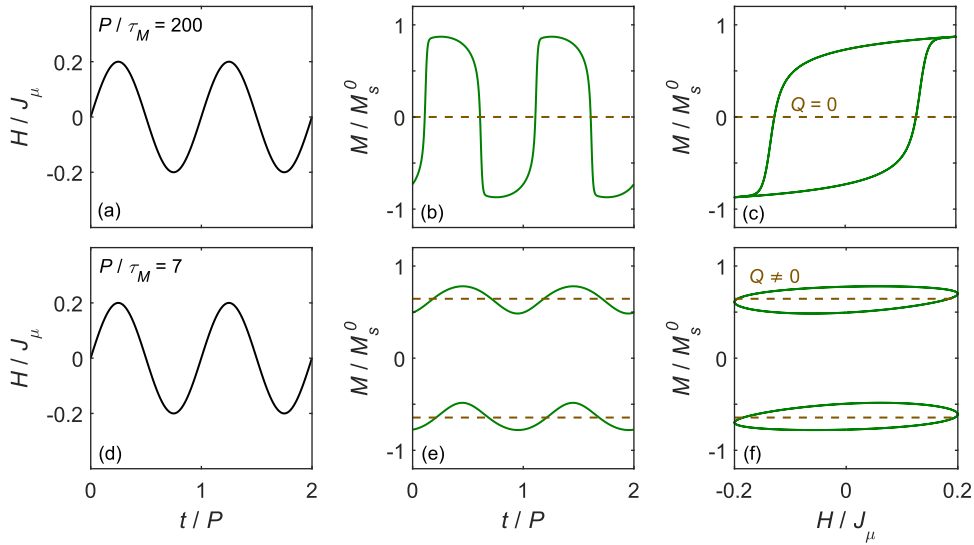 P / τ_M = 200
H / J_μ
0.2
0
-0.2
(a)
M / M_s^0
1
0
-1
(b)
M / M_s^0
1
0
-1
Q = 0
(c)
P / τ_M = 7
H / J_μ
0.2
0
-0.2
(d)
0 1 2
t / P
M / M_s^0
1
0
-1
(e)
0 1 2
t / P
M / M_s^0
1
0
-1
Q ≠ 0
(f)
-0.2 0 0.2
H / J_μ